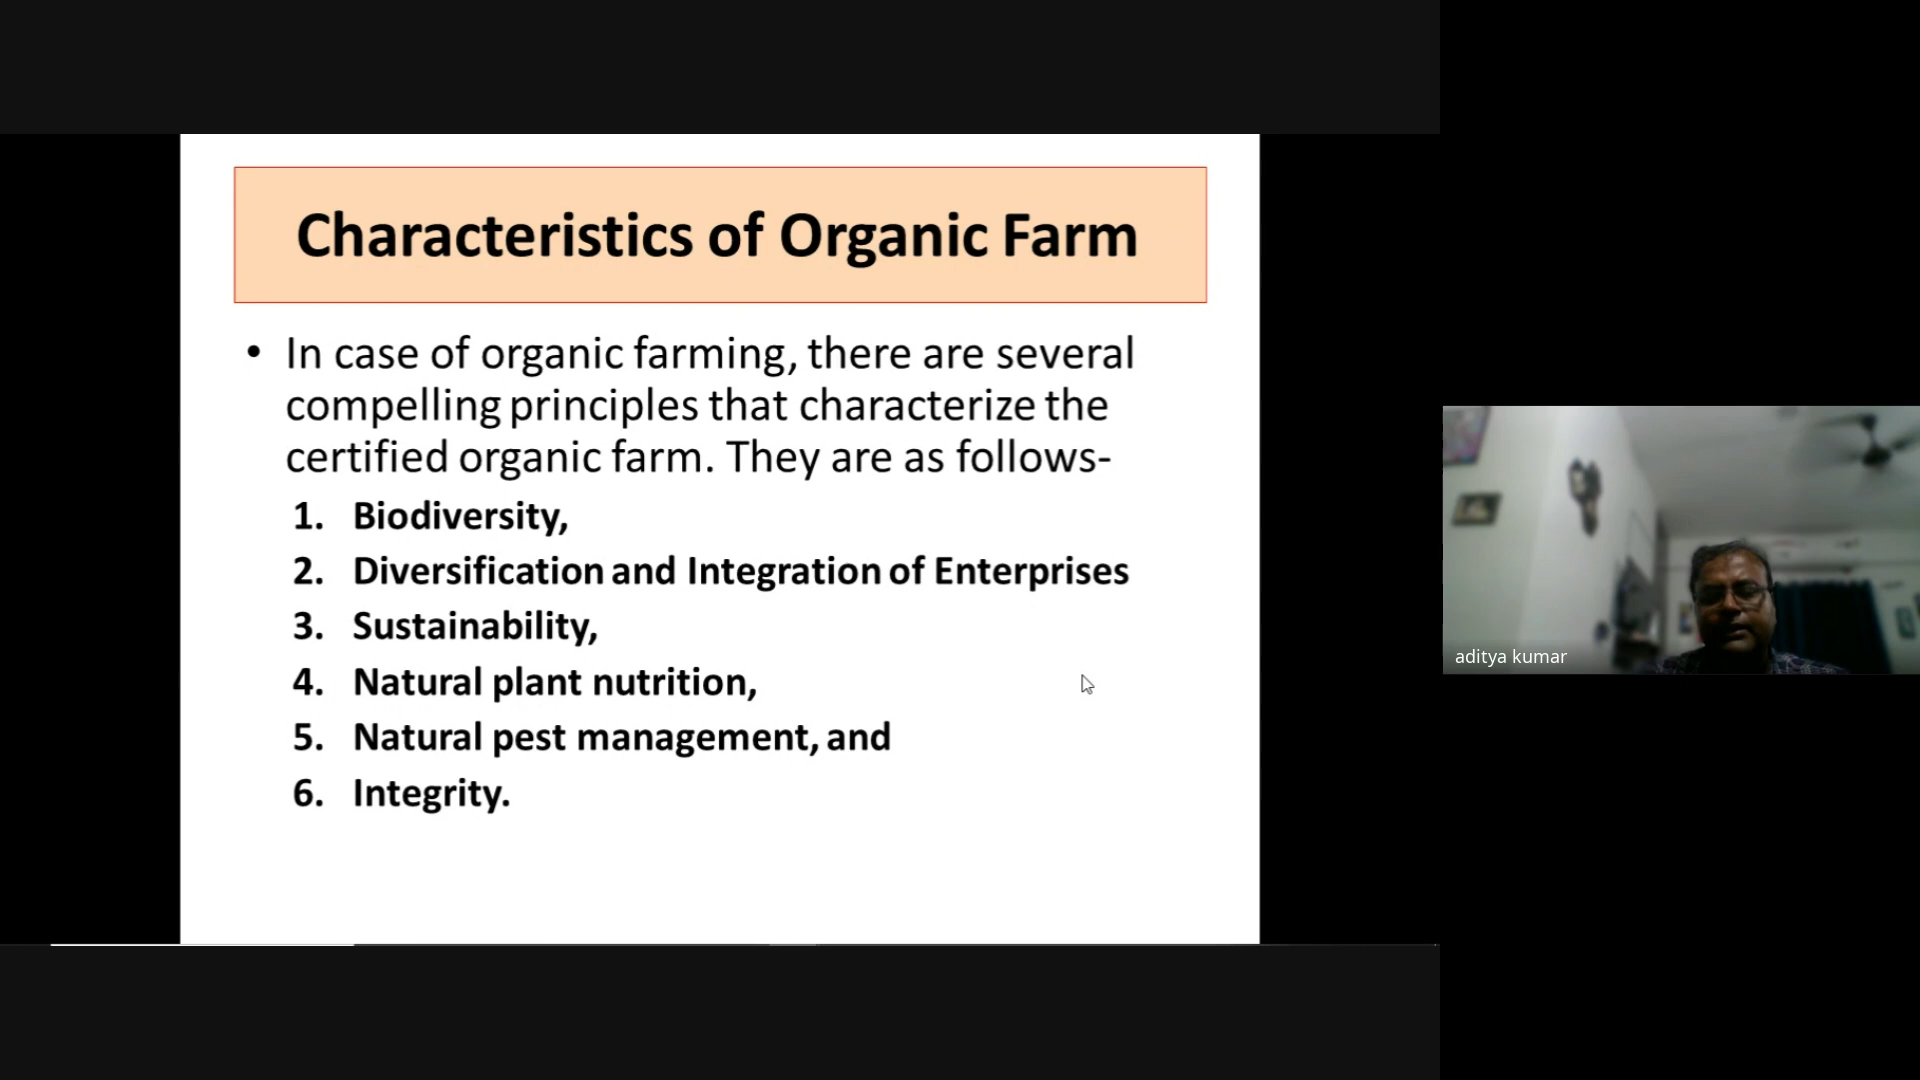 Characteristics of Organic Farm
• In case of organic farming, there are several
compelling principles that characterize the
certified organic farm. They are as follows-
1. Biodiversity,
2. Diversification and Integration of Enterprises
3. Sustainability,
4. Natural plant nutrition,
5. Natural pest management, and
6. Integrity.
aditya kumar